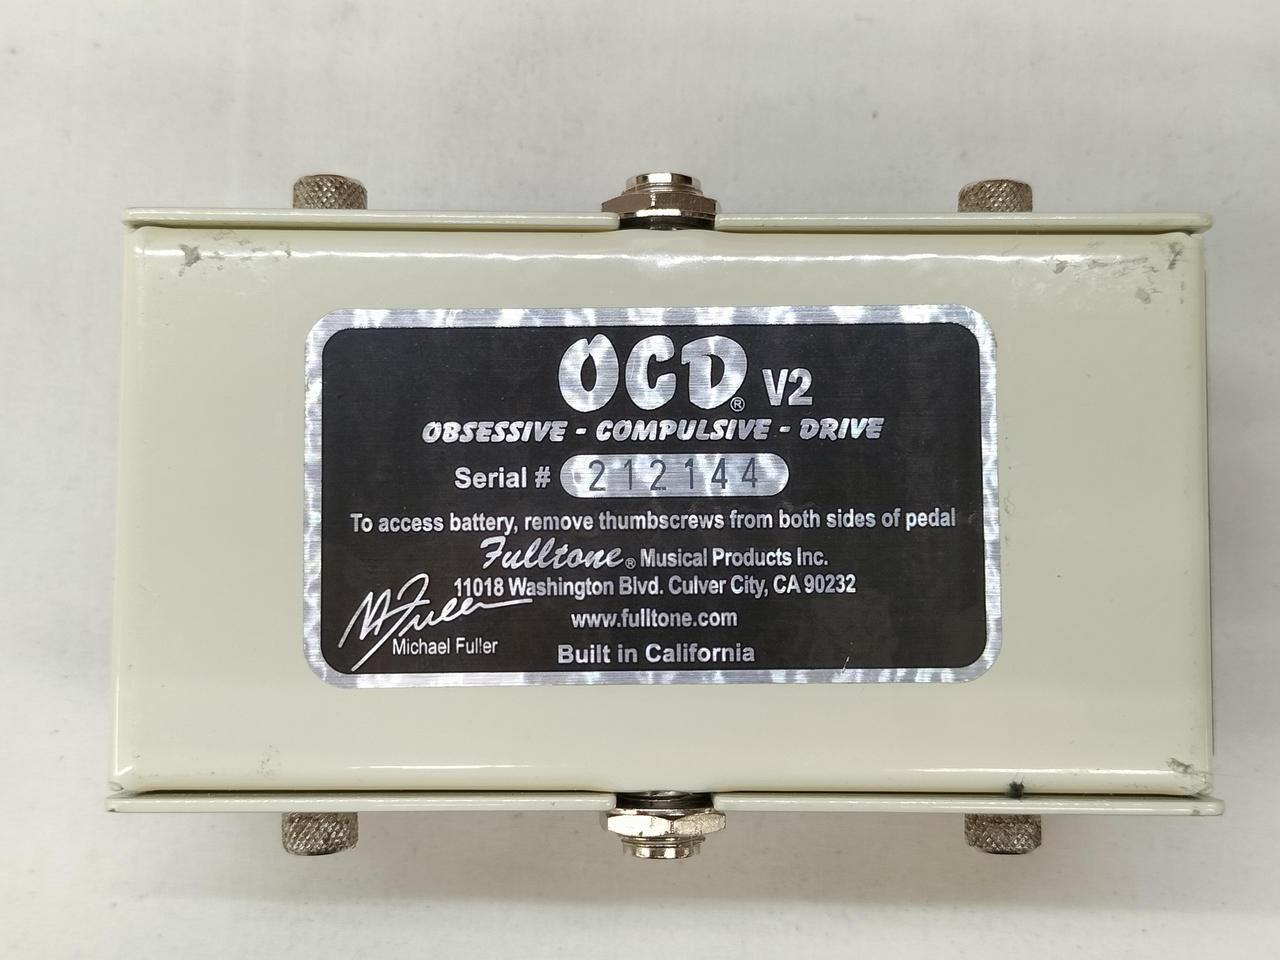 OCD® V2
OBSESSIVE - COMPULSIVE - DRIVE
Serial # 212144
To access battery, remove thumbscrews from both sides of pedal
Fulltone® Musical Products Inc.
11018 Washington Blvd. Culver City, CA 90232
www.fulltone.com
M Fuller
Michael Fuller
Built in California